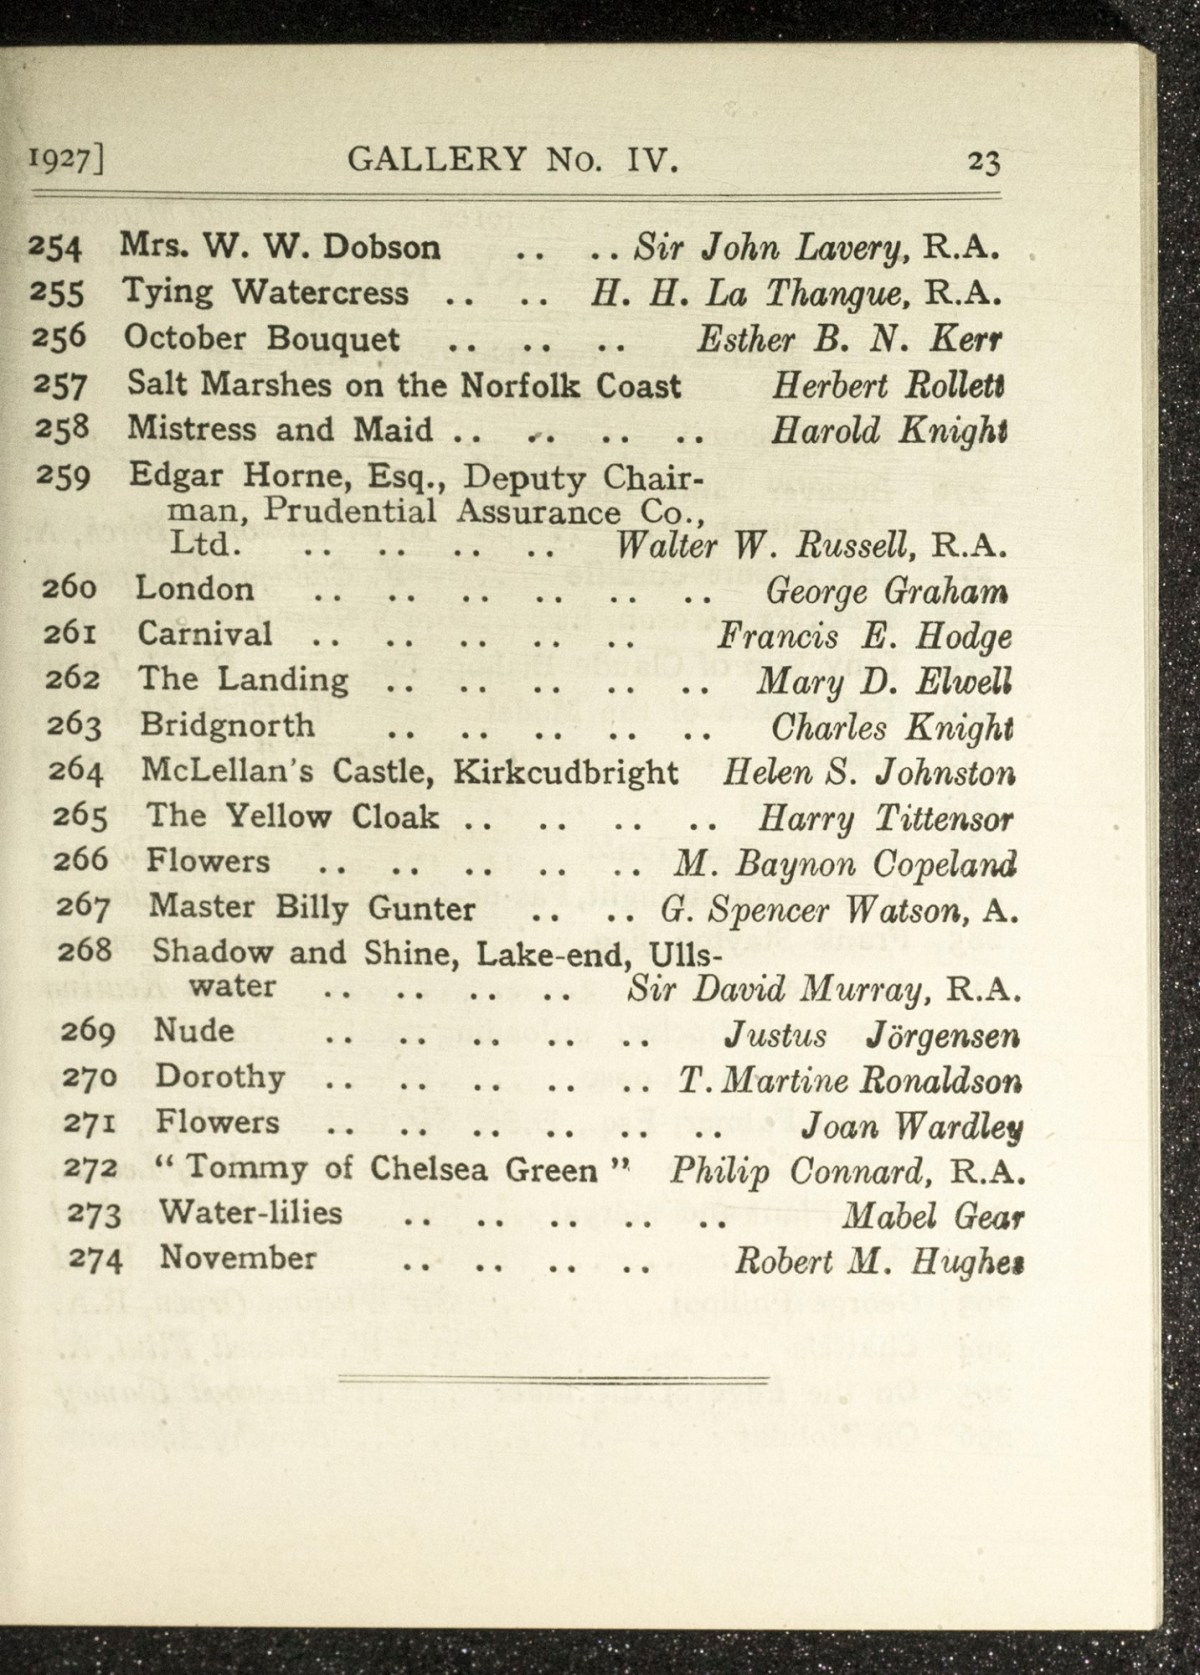 1927] GALLERY No. IV. 23
254 Mrs. W. W. Dobson .. .. Sir John Lavery, R.A.
255 Tying Watercress .. .. H. H. La Thangue, R.A.
256 October Bouquet .. .. .. Esther B. N. Kerr
257 Salt Marshes on the Norfolk Coast Herbert Rollett
258 Mistress and Maid .. .. .. .. Harold Knight
259 Edgar Horne, Esq., Deputy Chair-
man, Prudential Assurance Co.,
Ltd. .. .. .. .. Walter W. Russell, R.A.
260 London .. .. .. .. .. .. George Graham
261 Carnival .. .. .. .. .. Francis E. Hodge
262 The Landing .. .. .. .. .. Mary D. Elwell
263 Bridgnorth .. .. .. .. .. Charles Knight
264 McLellan's Castle, Kirkcudbright Helen S. Johnston
265 The Yellow Cloak .. .. .. .. Harry Tittensor
266 Flowers .. .. .. .. .. M. Baynon Copeland
267 Master Billy Gunter .. .. G. Spencer Watson, A.
268 Shadow and Shine, Lake-end, Ulls-
water .. .. .. .. Sir David Murray, R.A.
269 Nude .. .. .. .. .. Justus Jörgensen
270 Dorothy .. .. .. .. .. T. Martine Ronaldson
271 Flowers .. .. .. .. .. .. Joan Wardley
272 “ Tommy of Chelsea Green ” Philip Connard, R.A.
273 Water-lilies .. .. .. .. .. Mabel Gear
274 November .. .. .. .. Robert M. Hughes